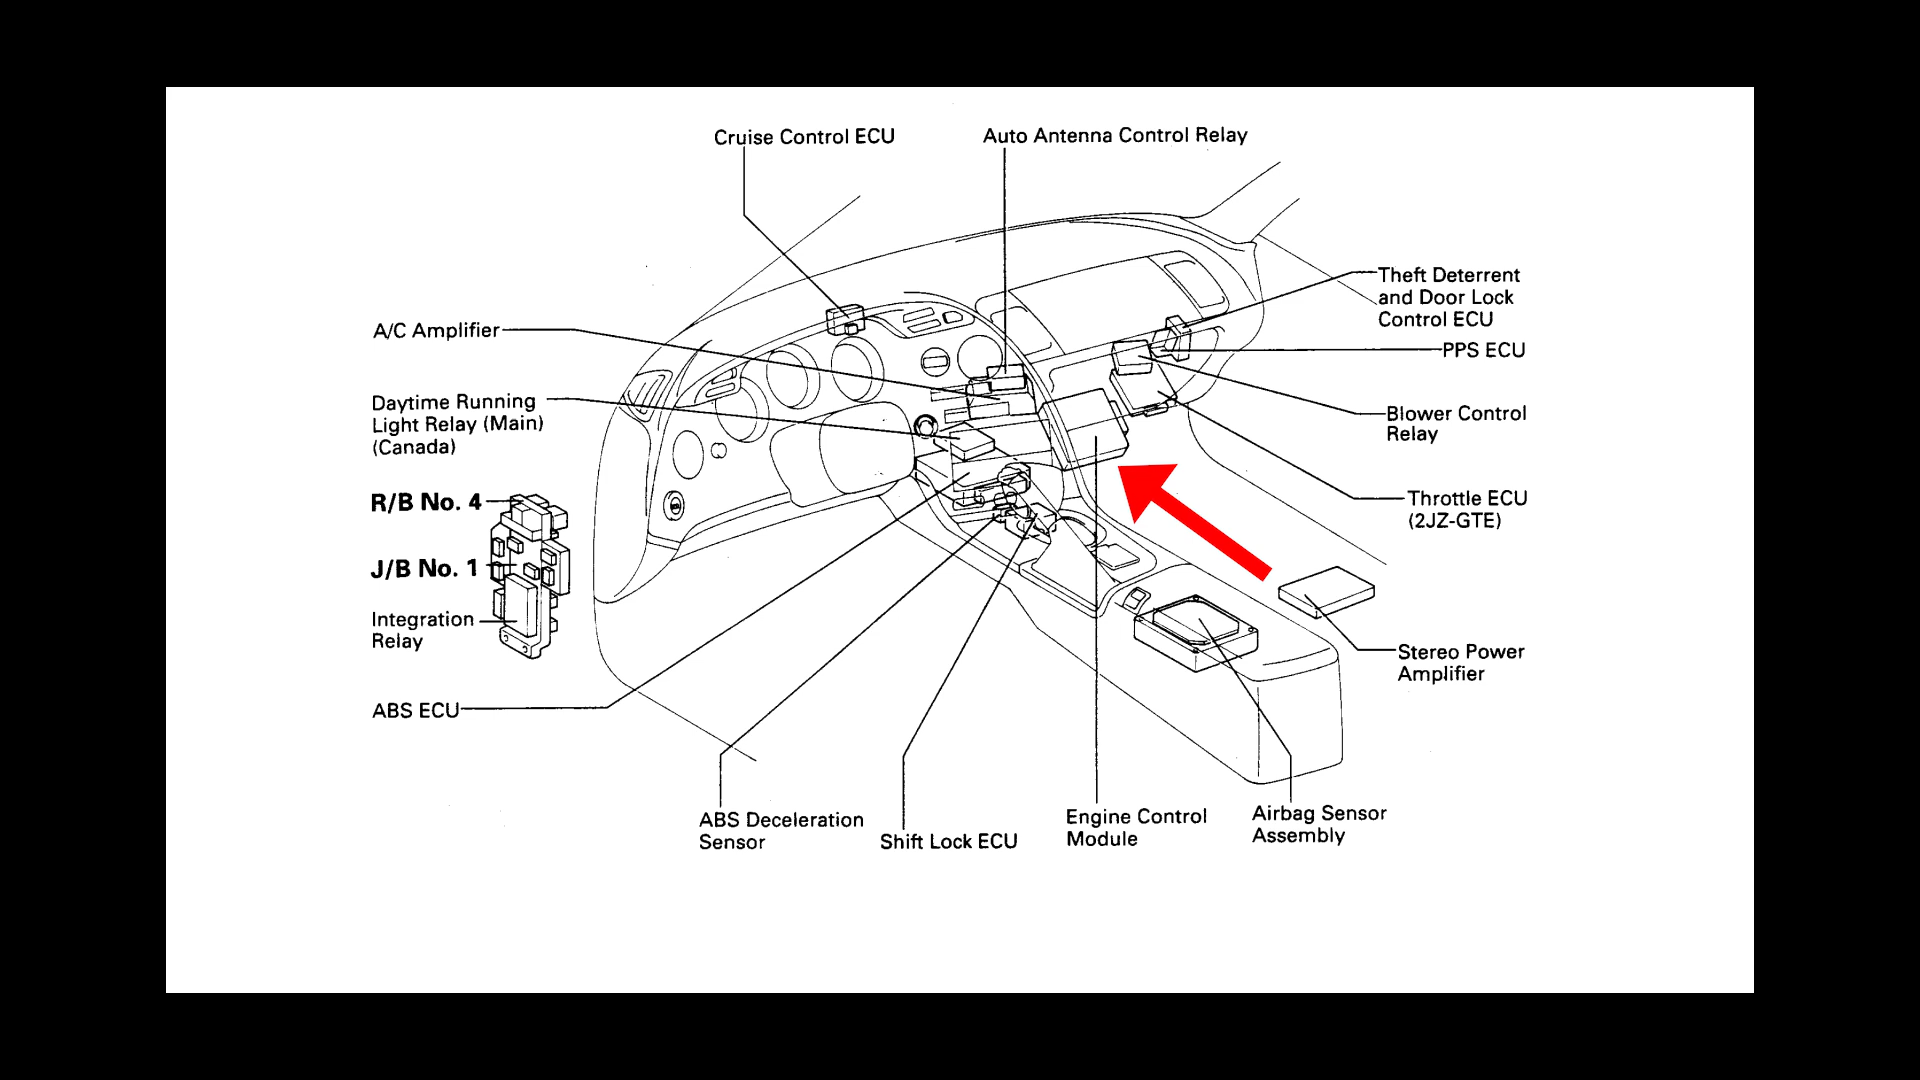 Cruise Control ECU
Auto Antenna Control Relay
Theft Deterrent
and Door Lock
Control ECU
A/C Amplifier
PPS ECU
Daytime Running
Light Relay (Main)
(Canada)
Blower Control
Relay
R/B No. 4
Throttle ECU
(2JZ-GTE)
J/B No. 1
Integration
Relay
Stereo Power
Amplifier
ABS ECU
ABS Deceleration
Sensor
Shift Lock ECU
Engine Control
Module
Airbag Sensor
Assembly